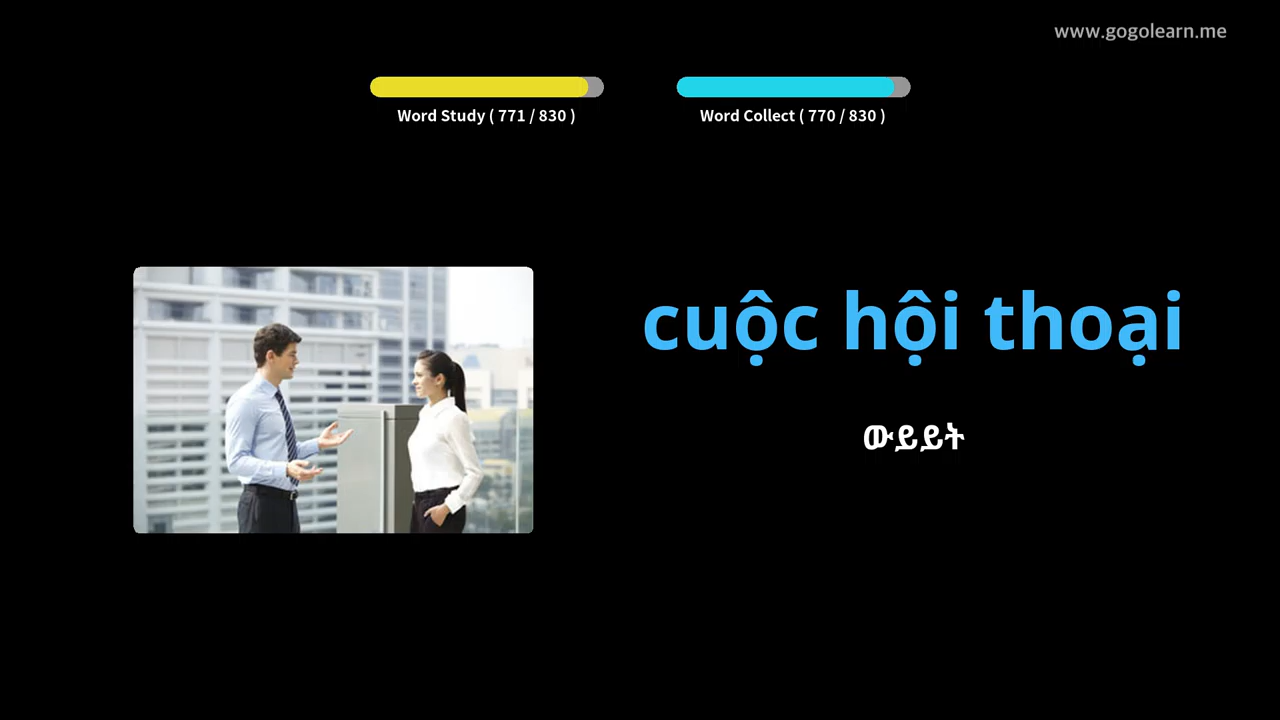 www.gogolearn.me
Word Study ( 771 / 830 )
Word Collect ( 770 / 830 )
cuộc hội thoại
ውይይት